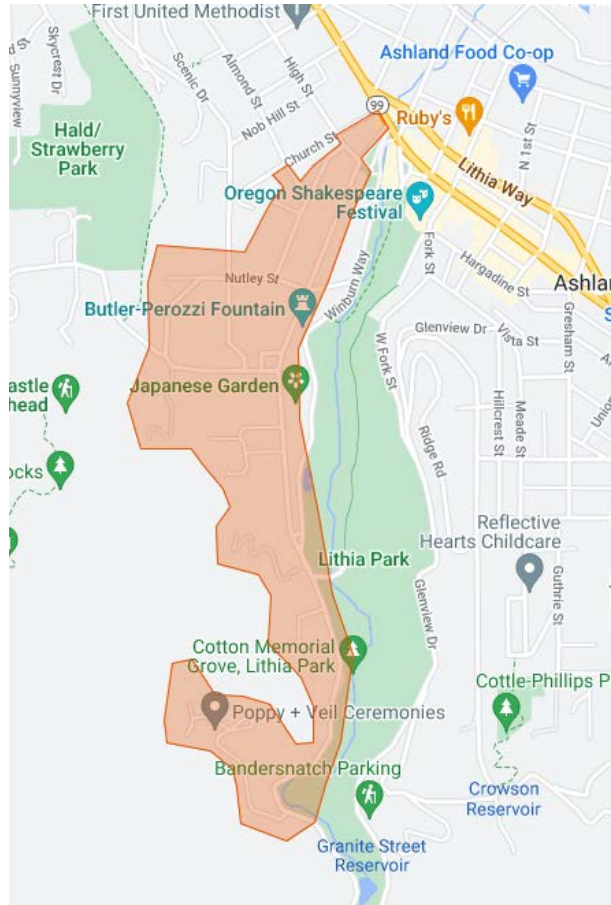 First United Methodist
Skycrest Dr
Sunnyview
Scenic Dr
Almond St
High St
Nob Hill St
Church St
99
Ashland Food Co-op
Ruby's
N 1st St
Lithia Way
Hald/
Strawberry
Park
Oregon Shakespeare
Festival
Fork St
Hargadine St
Ashlan
S
Nutley St
Winburn Way
Butler-Perozzi Fountain
Glenview Dr
Vista St
Gresham St
A
W Fork St
astle
head
Japanese Garden
Hillcrest St
Meade St
Union
Ridge Rd
ocks
Reflective
Hearts Childcare
Lithia Park
Guthrie St
Glenview Dr
Cotton Memorial
Grove, Lithia Park
Cottle-Phillips P
Poppy + Veil Ceremonies
Bandersnatch Parking
Crowson
Reservoir
Granite Street
Reservoir